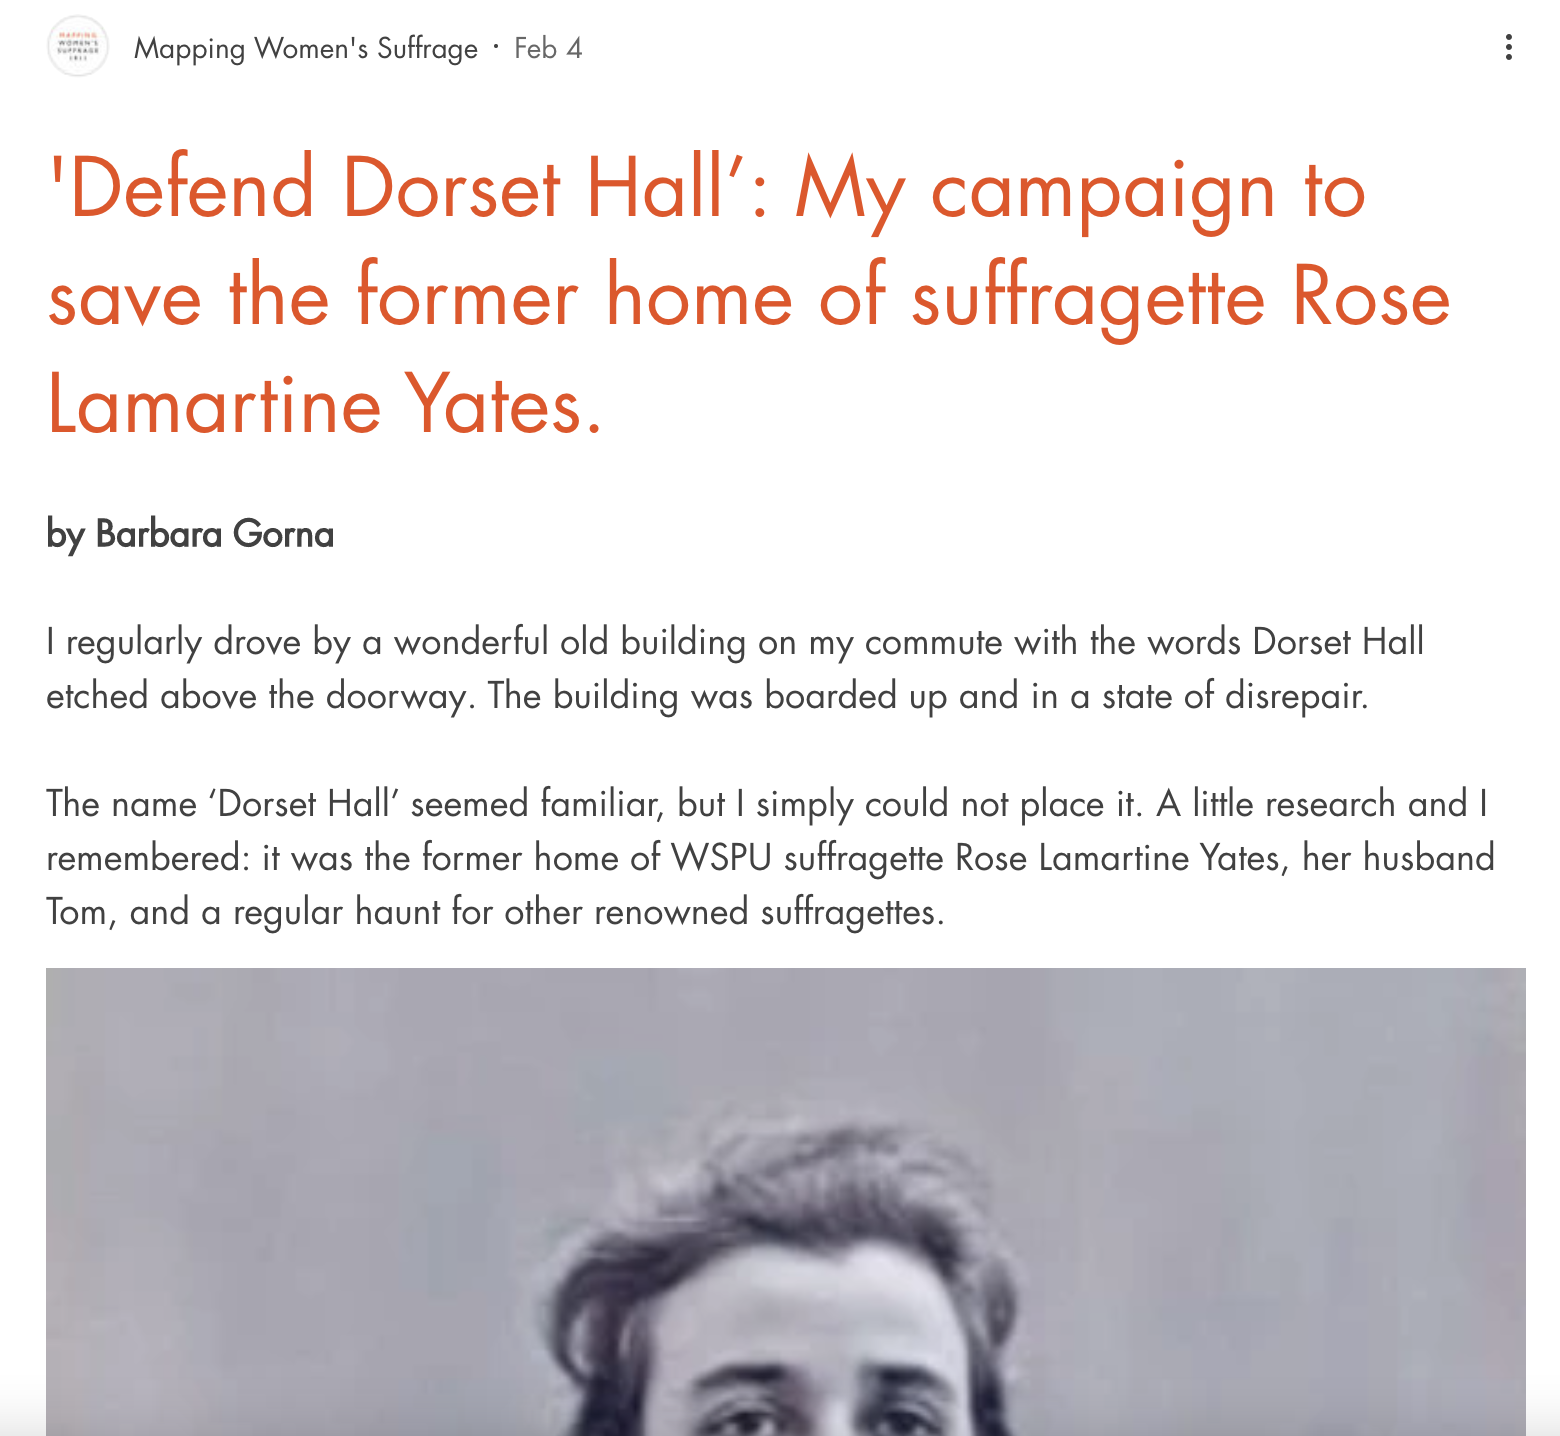 MAPPING
WOMEN'S
SUFFRAGE
1911
Mapping Women's Suffrage · Feb 4
'Defend Dorset Hall’: My campaign to
save the former home of suffragette Rose
Lamartine Yates.
by Barbara Gorna
I regularly drove by a wonderful old building on my commute with the words Dorset Hall
etched above the doorway. The building was boarded up and in a state of disrepair.
The name ‘Dorset Hall’ seemed familiar, but I simply could not place it. A little research and I
remembered: it was the former home of WSPU suffragette Rose Lamartine Yates, her husband
Tom, and a regular haunt for other renowned suffragettes.